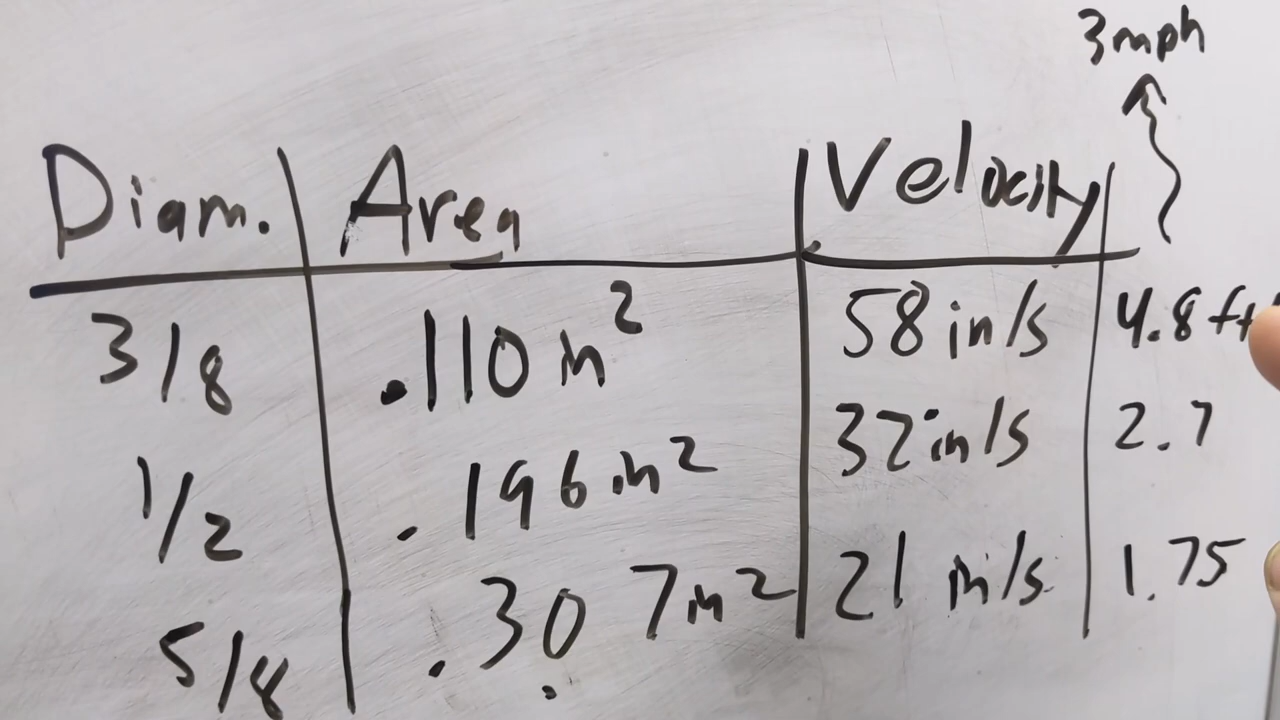 3mph
Diam. Area Velocity
3/8 .110 in² 58 in/s 4.8 ft
1/2 .196 in² 32 in/s 2.7
5/8 .307 in² 21 in/s 1.75